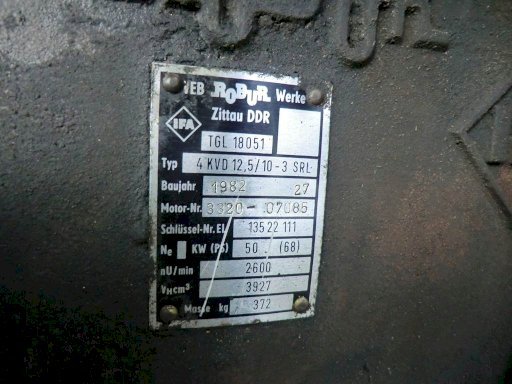 VEB ROBUR Werke
Zittau DDR
IFA
TGL 18051
Typ 4 KVD 12,5/10-3 SRL
Baujahr 1982 27
Motor-Nr. 3320-07085
Schlüssel-Nr. EL 135 22 111
Ne KW (PS) 50 (68)
nU/min 2600
VHcm³ 3927
Masse kg 372